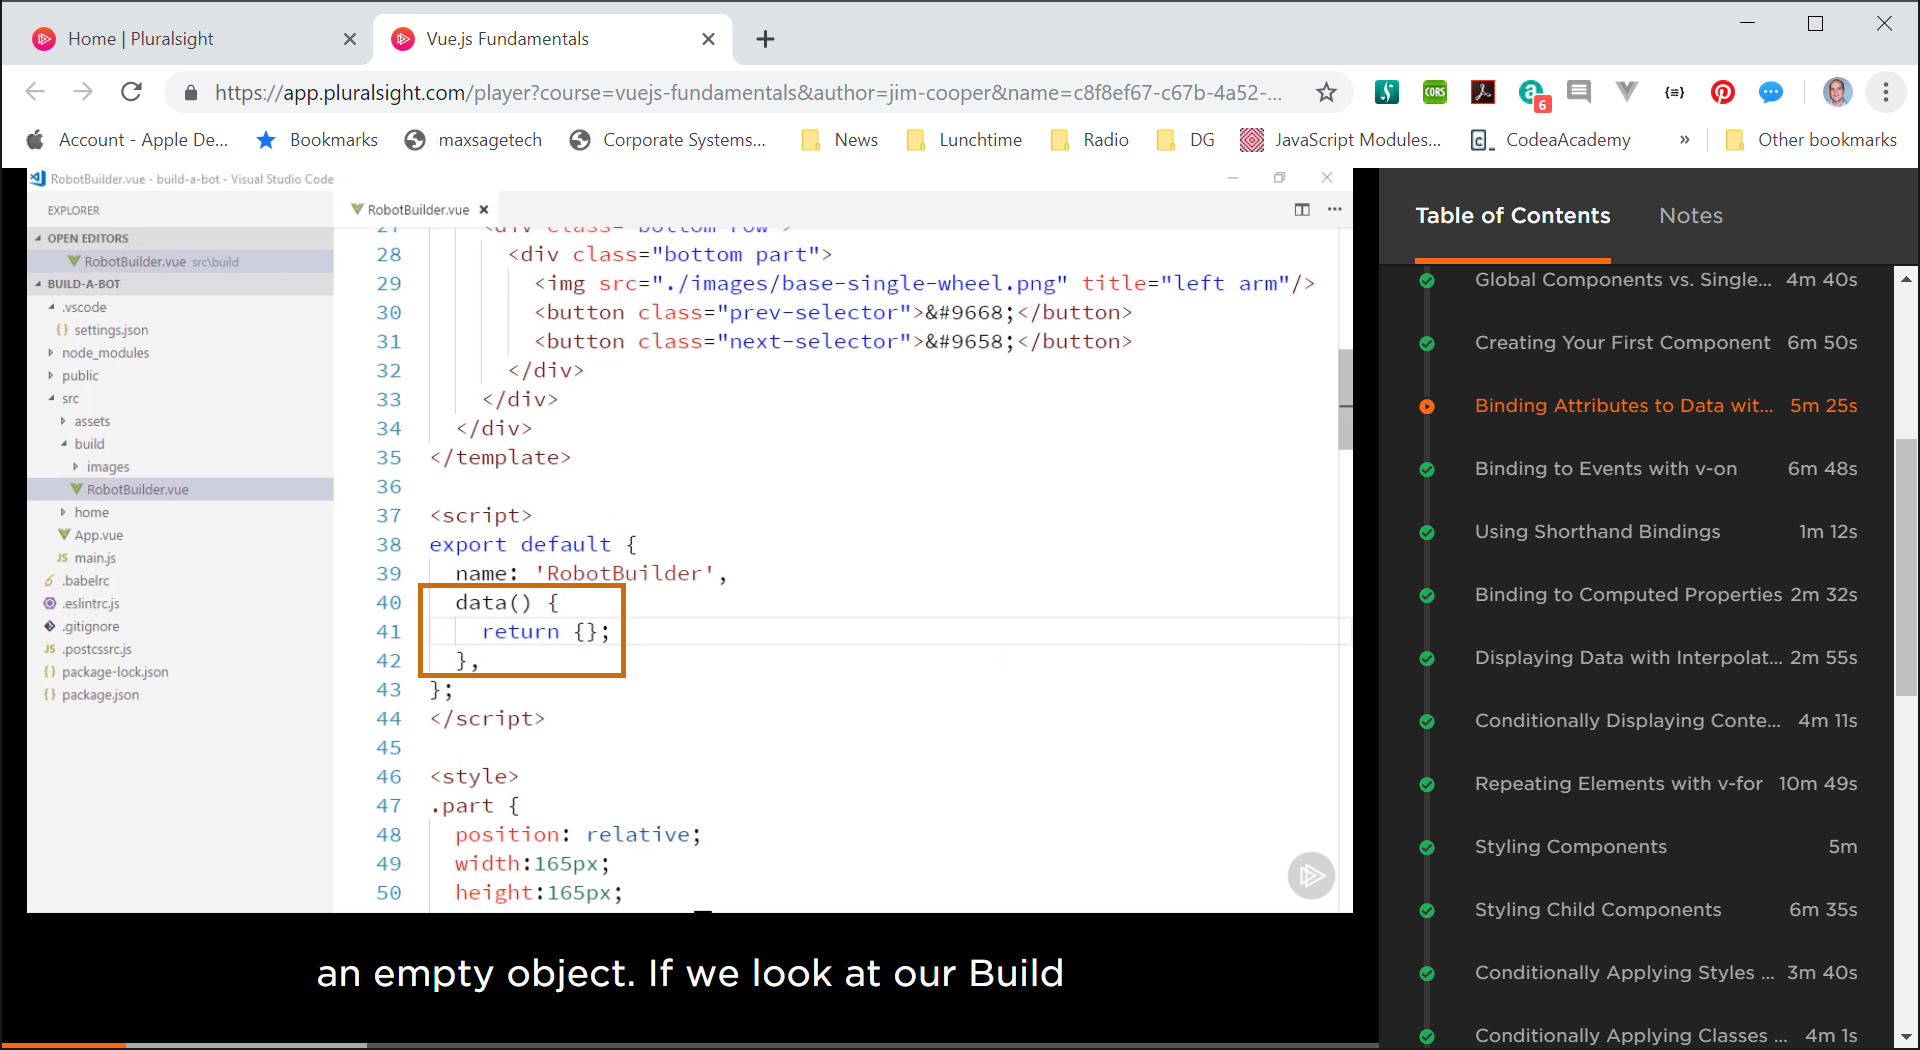 Home | Pluralsight
Vue.js Fundamentals
https://app.pluralsight.com/player?course=vuejs-fundamentals&author=jim-cooper&name=c8f8ef67-c67b-4a52-...
CORS
a
6
{≡}
Account - Apple De...
Bookmarks
maxsagetech
Corporate Systems...
News
Lunchtime
Radio
DG
JavaScript Modules...
CodeaAcademy
»
Other bookmarks
RobotBuilder.vue - build-a-bot - Visual Studio Code
EXPLORER
OPEN EDITORS
RobotBuilder.vue src\build
BUILD-A-BOT
.vscode
{} settings.json
node_modules
public
src
assets
build
images
RobotBuilder.vue
home
App.vue
JS main.js
.babelrc
.eslintrc.js
.gitignore
JS .postcssrc.js
{} package-lock.json
{} package.json
RobotBuilder.vue
27 <div class="bottom row">
28 <div class="bottom part">
29 <img src="./images/base-single-wheel.png" title="left arm"/>
30 <button class="prev-selector">&#9668;</button>
31 <button class="next-selector">&#9658;</button>
32 </div>
33 </div>
34 </div>
35 </template>
36
37 <script>
38 export default {
39 name: 'RobotBuilder',
40 data() {
41 return {};
42 },
43 };
44 </script>
45
46 <style>
47 .part {
48 position: relative;
49 width:165px;
50 height:165px;
an empty object. If we look at our Build
Table of Contents
Notes
Global Components vs. Single... 4m 40s
Creating Your First Component 6m 50s
Binding Attributes to Data wit... 5m 25s
Binding to Events with v-on 6m 48s
Using Shorthand Bindings 1m 12s
Binding to Computed Properties 2m 32s
Displaying Data with Interpolat... 2m 55s
Conditionally Displaying Conte... 4m 11s
Repeating Elements with v-for 10m 49s
Styling Components 5m
Styling Child Components 6m 35s
Conditionally Applying Styles ... 3m 40s
Conditionally Applying Classes ... 4m 1s